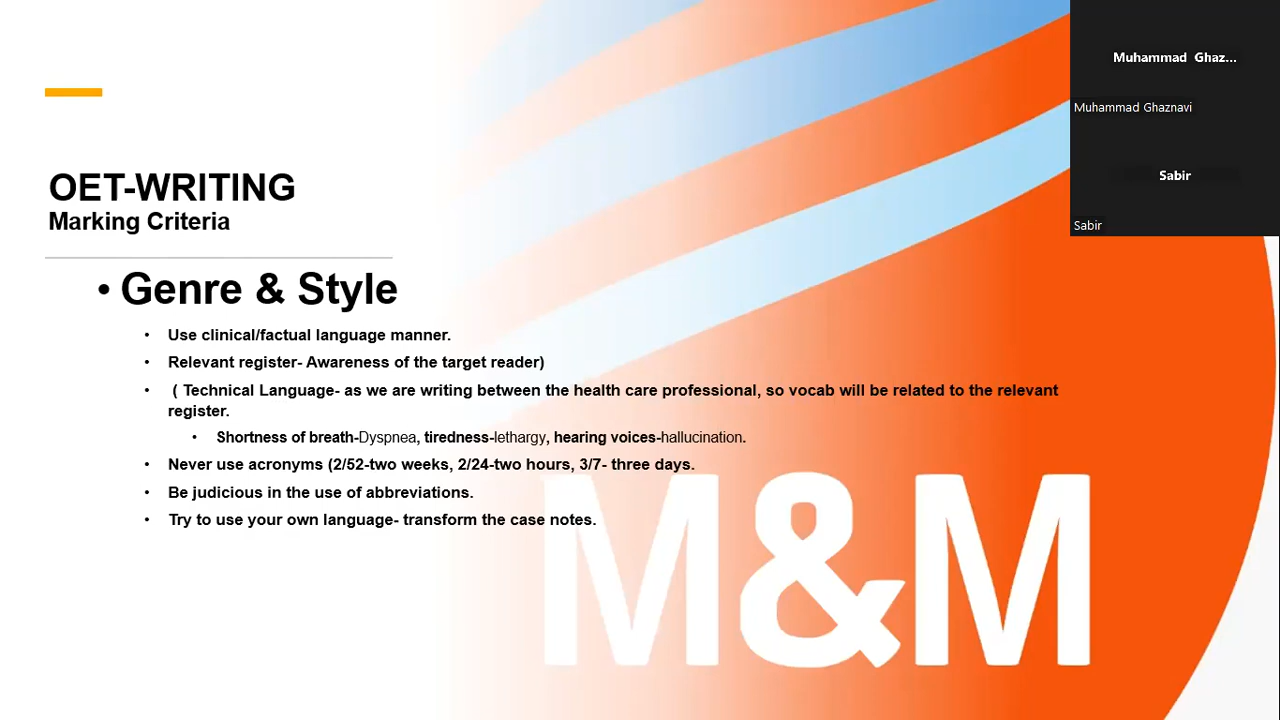 OET-WRITING
Marking Criteria
• Genre & Style
• Use clinical/factual language manner.
• Relevant register- Awareness of the target reader)
• ( Technical Language- as we are writing between the health care professional, so vocab will be related to the relevant
register.
• Shortness of breath-Dyspnea, tiredness-lethargy, hearing voices-hallucination.
• Never use acronyms (2/52-two weeks, 2/24-two hours, 3/7- three days.
• Be judicious in the use of abbreviations.
• Try to use your own language- transform the case notes.
M&M
Muhammad Ghaz...
Muhammad Ghaznavi
Sabir
Sabir